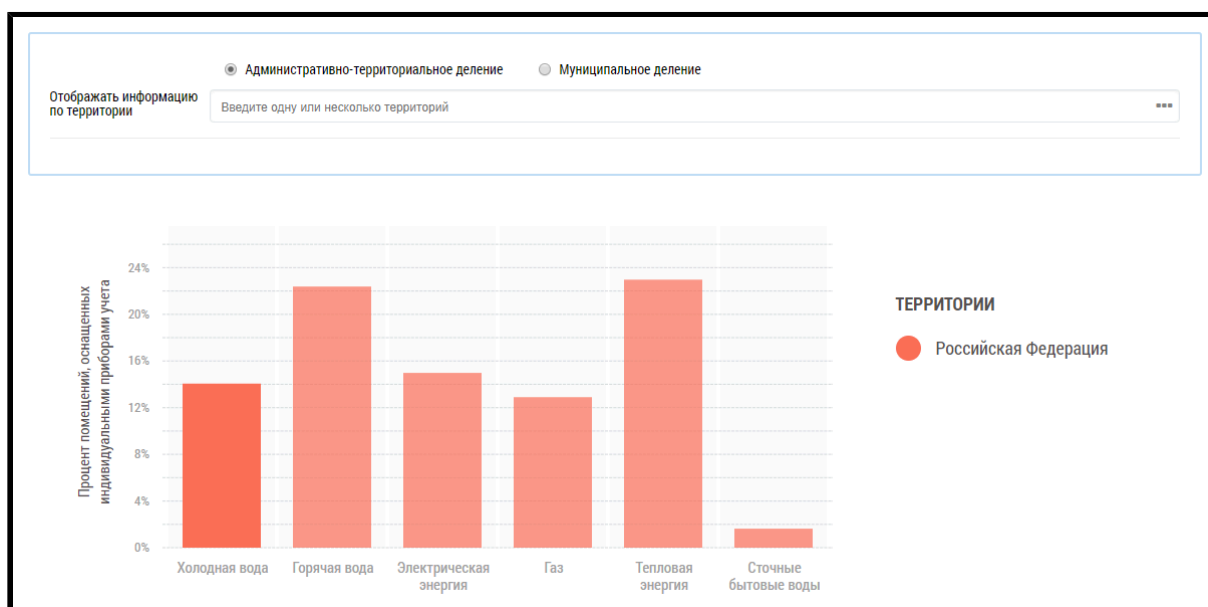 Административно-территориальное деление
Муниципальное деление
Отображать информацию
по территории
Введите одну или несколько территорий
Процент помещений, оснащенных
индивидуальными приборами учета
24%
20%
16%
12%
8%
4%
0%
Холодная вода
Горячая вода
Электрическая
энергия
Газ
Тепловая
энергия
Сточные
бытовые воды
ТЕРРИТОРИИ
Российская Федерация